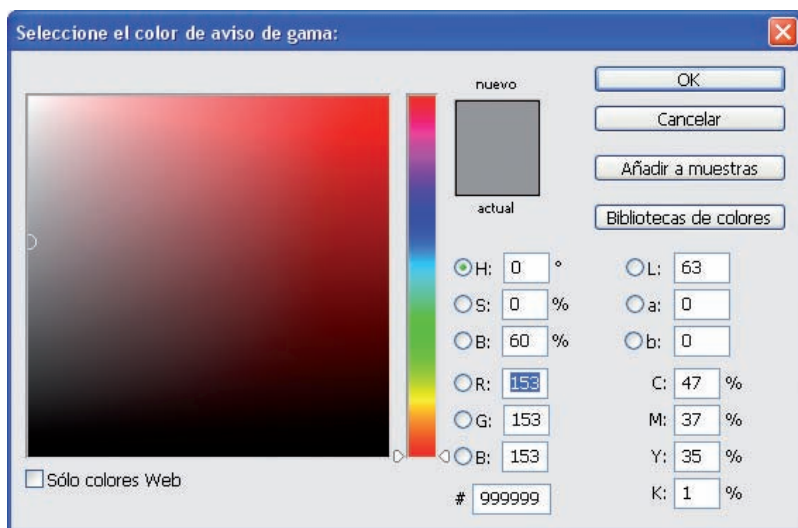 Seleccione el color de aviso de gama:
nuevo
actual
OK
Cancelar
Añadir a muestras
Bibliotecas de colores
H: 0 °
S: 0 %
B: 60 %
R: 153
G: 153
B: 153
# 999999
L: 63
a: 0
b: 0
C: 47 %
M: 37 %
Y: 35 %
K: 1 %
Sólo colores Web